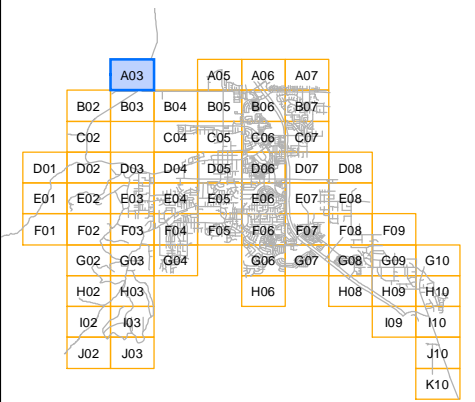 A03 A05 A06 A07
B02 B03 B04 B05 B06 B07
C02 C04 C05 C06 C07
D01 D02 D03 D04 D05 D06 D07 D08
E01 E02 E03 E04 E05 E06 E07 E08
F01 F02 F03 F04 F05 F06 F07 F08 F09
G02 G03 G04 G06 G07 G08 G09 G10
H02 H03 H06 H08 H09 H10
I02 I03 I09 I10
J02 J03 J10
K10